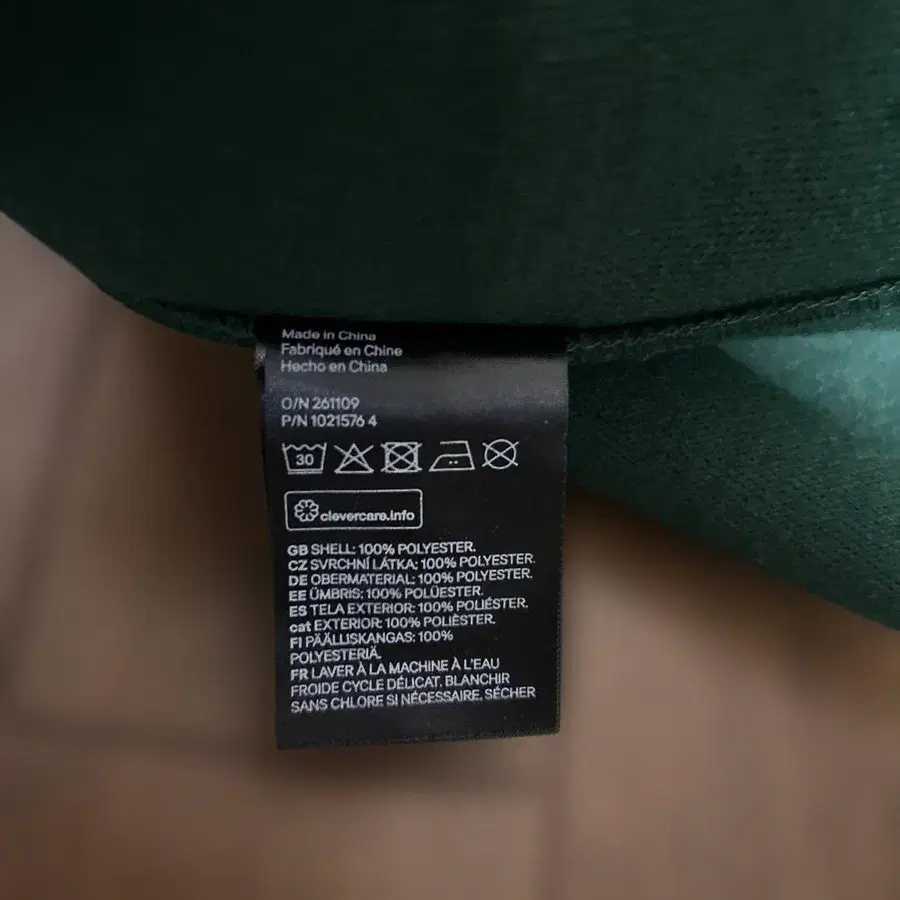 Made in China
Fabriqué en Chine
Hecho en China
O/N 261109
P/N 1021576 4
30
clevercare.info
GB SHELL: 100% POLYESTER.
CZ SVRCHNÍ LÁTKA: 100% POLYESTER.
DE OBERMATERIAL: 100% POLYESTER.
EE ÜMBRIS: 100% POLÜESTER.
ES TELA EXTERIOR: 100% POLIÉSTER.
cat EXTERIOR: 100% POLIÈSTER.
FI PÄÄLLISKANGAS: 100%
POLYESTERIÄ.
FR LAVER À LA MACHINE À L'EAU
FROIDE CYCLE DÉLICAT. BLANCHIR
SANS CHLORE SI NÉCESSAIRE. SÉCHER